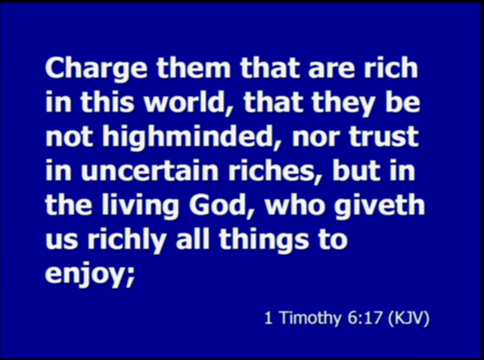 Charge them that are rich
in this world, that they be
not highminded, nor trust
in uncertain riches, but in
the living God, who giveth
us richly all things to
enjoy;
1 Timothy 6:17 (KJV)